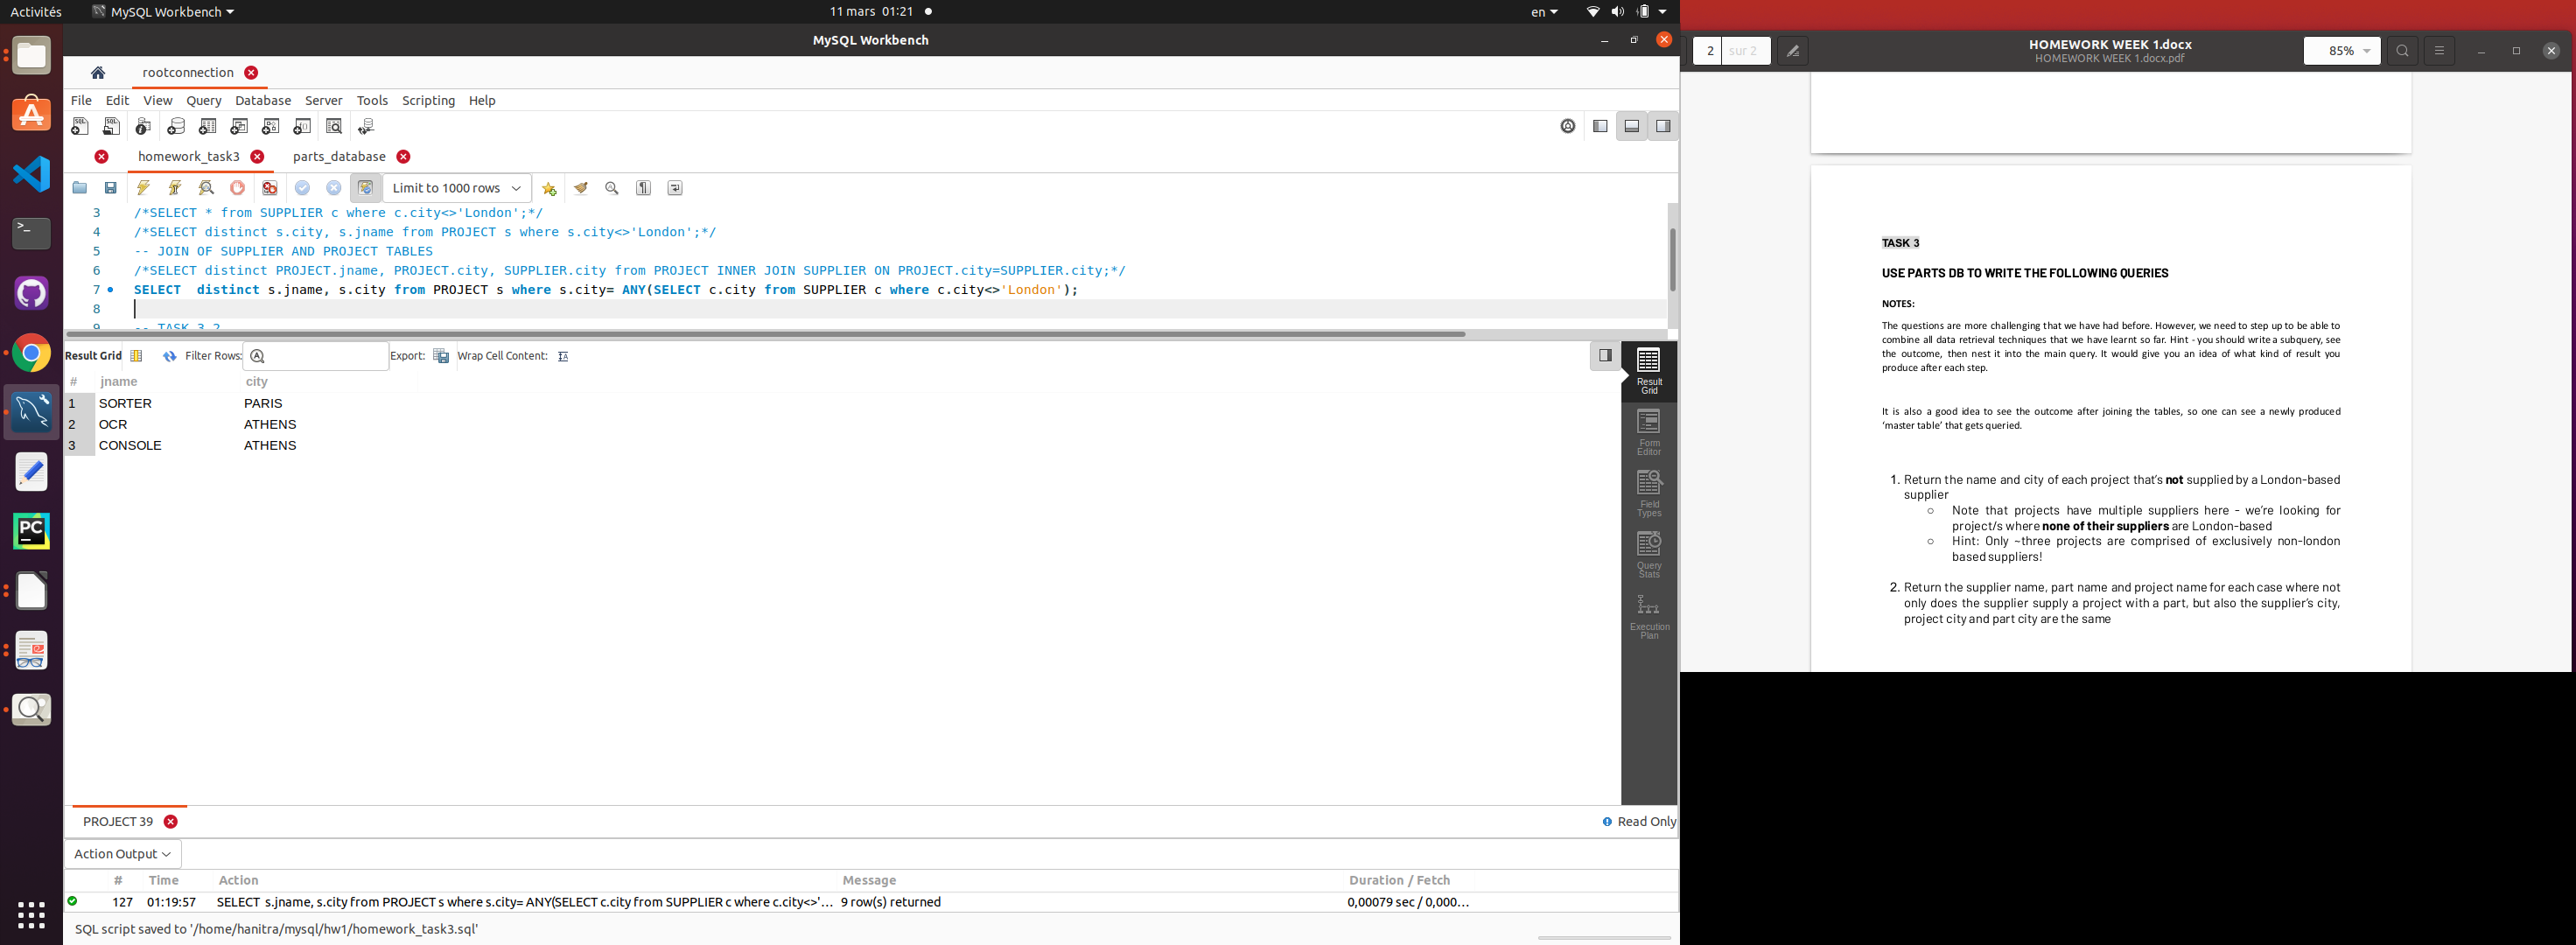 Activités
MySQL Workbench
11 mars 01:21
en
MySQL Workbench
rootconnection
File Edit View Query Database Server Tools Scripting Help
homework_task3
parts_database
Limit to 1000 rows
3 /*SELECT * from SUPPLIER c where c.city<>'London';*/
4 /*SELECT distinct s.city, s.jname from PROJECT s where s.city<>'London';*/
5 -- JOIN OF SUPPLIER AND PROJECT TABLES
6 /*SELECT distinct PROJECT.jname, PROJECT.city, SUPPLIER.city from PROJECT INNER JOIN SUPPLIER ON PROJECT.city=SUPPLIER.city;*/
7 SELECT distinct s.jname, s.city from PROJECT s where s.city= ANY(SELECT c.city from SUPPLIER c where c.city<>'London');
8
9 -- TASK 3.2
Result Grid Filter Rows: Export: Wrap Cell Content:
# jname city
1 SORTER PARIS
2 OCR ATHENS
3 CONSOLE ATHENS
Result Grid
Form Editor
Field Types
Query Stats
Execution Plan
PROJECT 39
Read Only
Action Output
# Time Action Message Duration / Fetch
127 01:19:57 SELECT s.jname, s.city from PROJECT s where s.city= ANY(SELECT c.city from SUPPLIER c where c.city<>'... 9 row(s) returned 0,00079 sec / 0,000...
SQL script saved to '/home/hanitra/mysql/hw1/homework_task3.sql'
2 sur 2
HOMEWORK WEEK 1.docx
HOMEWORK WEEK 1.docx.pdf
85%
TASK 3
USE PARTS DB TO WRITE THE FOLLOWING QUERIES
NOTES:
The questions are more challenging that we have had before. However, we need to step up to be able to
combine all data retrieval techniques that we have learnt so far. Hint - you should write a subquery, see
the outcome, then nest it into the main query. It would give you an idea of what kind of result you
produce after each step.
It is also a good idea to see the outcome after joining the tables, so one can see a newly produced
‘master table’ that gets queried.
1. Return the name and city of each project that’s not supplied by a London-based
supplier
○ Note that projects have multiple suppliers here - we’re looking for
project/s where none of their suppliers are London-based
○ Hint: Only ~three projects are comprised of exclusively non-london
based suppliers!
2. Return the supplier name, part name and project name for each case where not
only does the supplier supply a project with a part, but also the supplier’s city,
project city and part city are the same